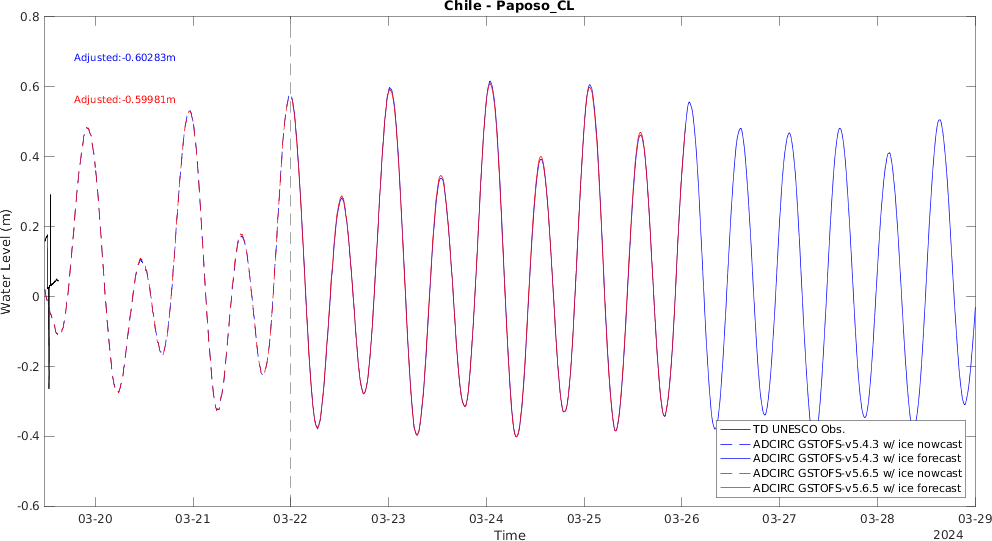 Chile - Paposo_CL
Adjusted:-0.60283m
Adjusted:-0.59981m
Water Level (m)
0.8
0.6
0.4
0.2
0
-0.2
-0.4
-0.6
TD UNESCO Obs.
ADCIRC GSTOFS-v5.4.3 w/ ice nowcast
ADCIRC GSTOFS-v5.4.3 w/ ice forecast
ADCIRC GSTOFS-v5.6.5 w/ ice nowcast
ADCIRC GSTOFS-v5.6.5 w/ ice forecast
03-20 03-21 03-22 03-23 03-24 03-25 03-26 03-27 03-28 03-29
Time
2024